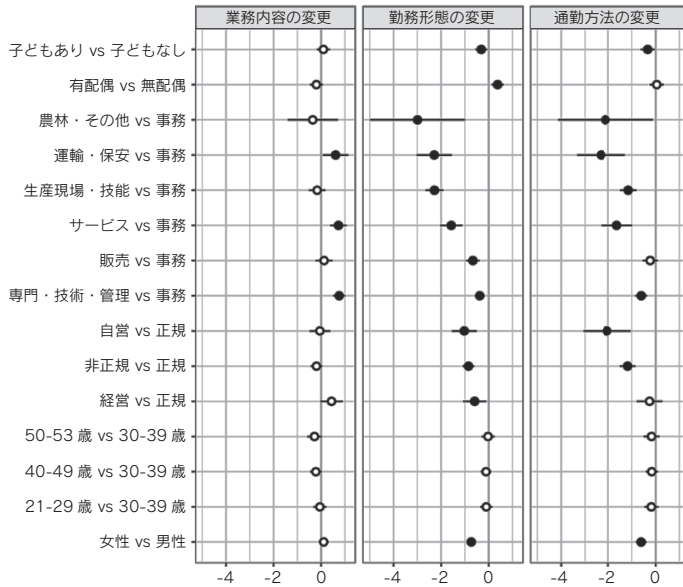 業務内容の変更 勤務形態の変更 通勤方法の変更
子どもあり vs 子どもなし
有配偶 vs 無配偶
農林・その他 vs 事務
運輸・保安 vs 事務
生産現場・技能 vs 事務
サービス vs 事務
販売 vs 事務
専門・技術・管理 vs 事務
自営 vs 正規
非正規 vs 正規
経営 vs 正規
50-53 歳 vs 30-39 歳
40-49 歳 vs 30-39 歳
21-29 歳 vs 30-39 歳
女性 vs 男性
-4 -2 0 -4 -2 0 -4 -2 0